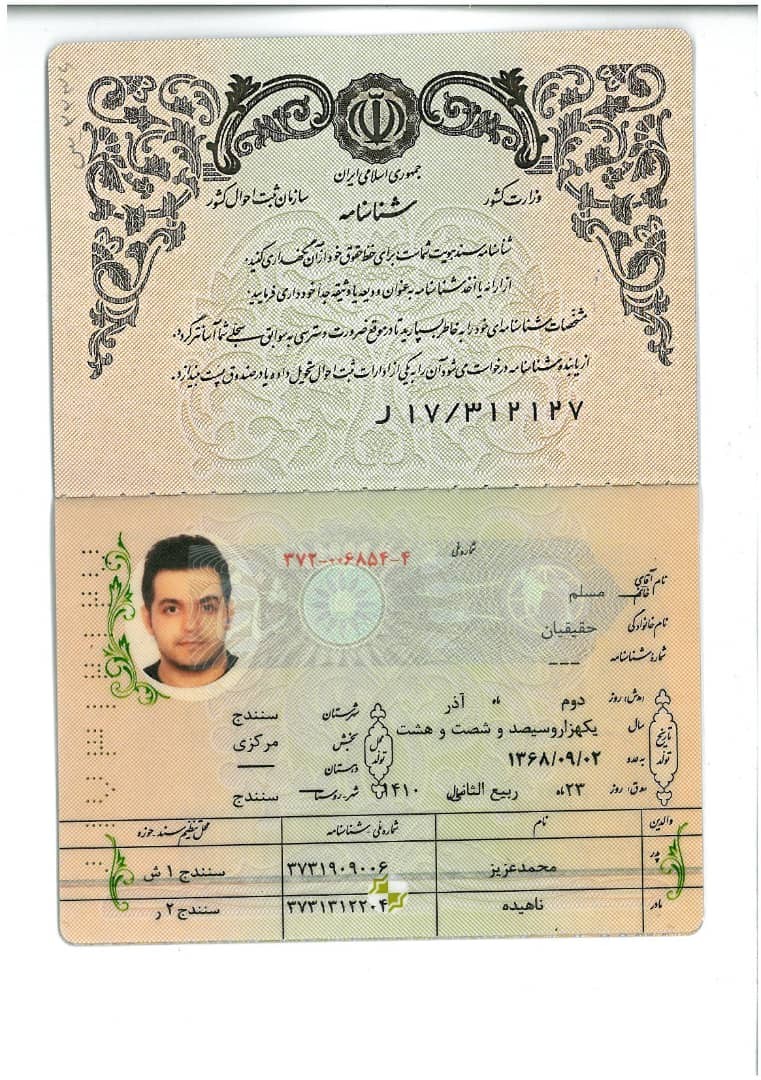 جمهوری اسلامی ایران
وزارت کشور
سازمان ثبت احوال کشور
شناسنامه
شناسنامه سند هویت شماست برای حفظ حقوق خود از آن نگهداری کنید.
از ارائه یا اخذ شناسنامه به عنوان ودیعه یا وثیقه جداً خودداری فرمایید.
مشخصات شناسنامه‌ای خود را به خاطر بسپارید تا در موقع ضرورت دسترسی به سوابق سجلی شما آسانتر گردد.
از یابنده شناسنامه درخواست می شود آن را به یکی از ادارات ثبت احوال تحویل داده یا در صندوق پست بیندازد.
ر ۱۷/۳۱۲۱۲۷
شماره ملی ۳۷۲-۰۰۶۸۵۴-۴
نام آقای / خانم مسلم
نام خانوادگی حقیقیان
شماره شناسنامه ---
تاریخ تولد
(ه‍.ش) روز دوم ماه آذر
سال یکهزاروسیصد و شصت و هشت
به عدد ۱۳۶۸/۰۹/۰۲
(ه‍.ق) روز ۲۳ ماه ربیع الثانی سال ۱۴۱۰
محل تولد
شهرستان سنندج
بخش مرکزی
دهستان ---
شهر-روستا سنندج
والدین نام شماره ملی-شناسنامه محل تنظیم سند-حوزه
پدر محمدعزیز ۳۷۳۱۹۰۹۰۰۶ سنندج ۱ ش
مادر ناهیده ۳۷۳۱۳۱۲۲۰۴ سنندج ۲ ر